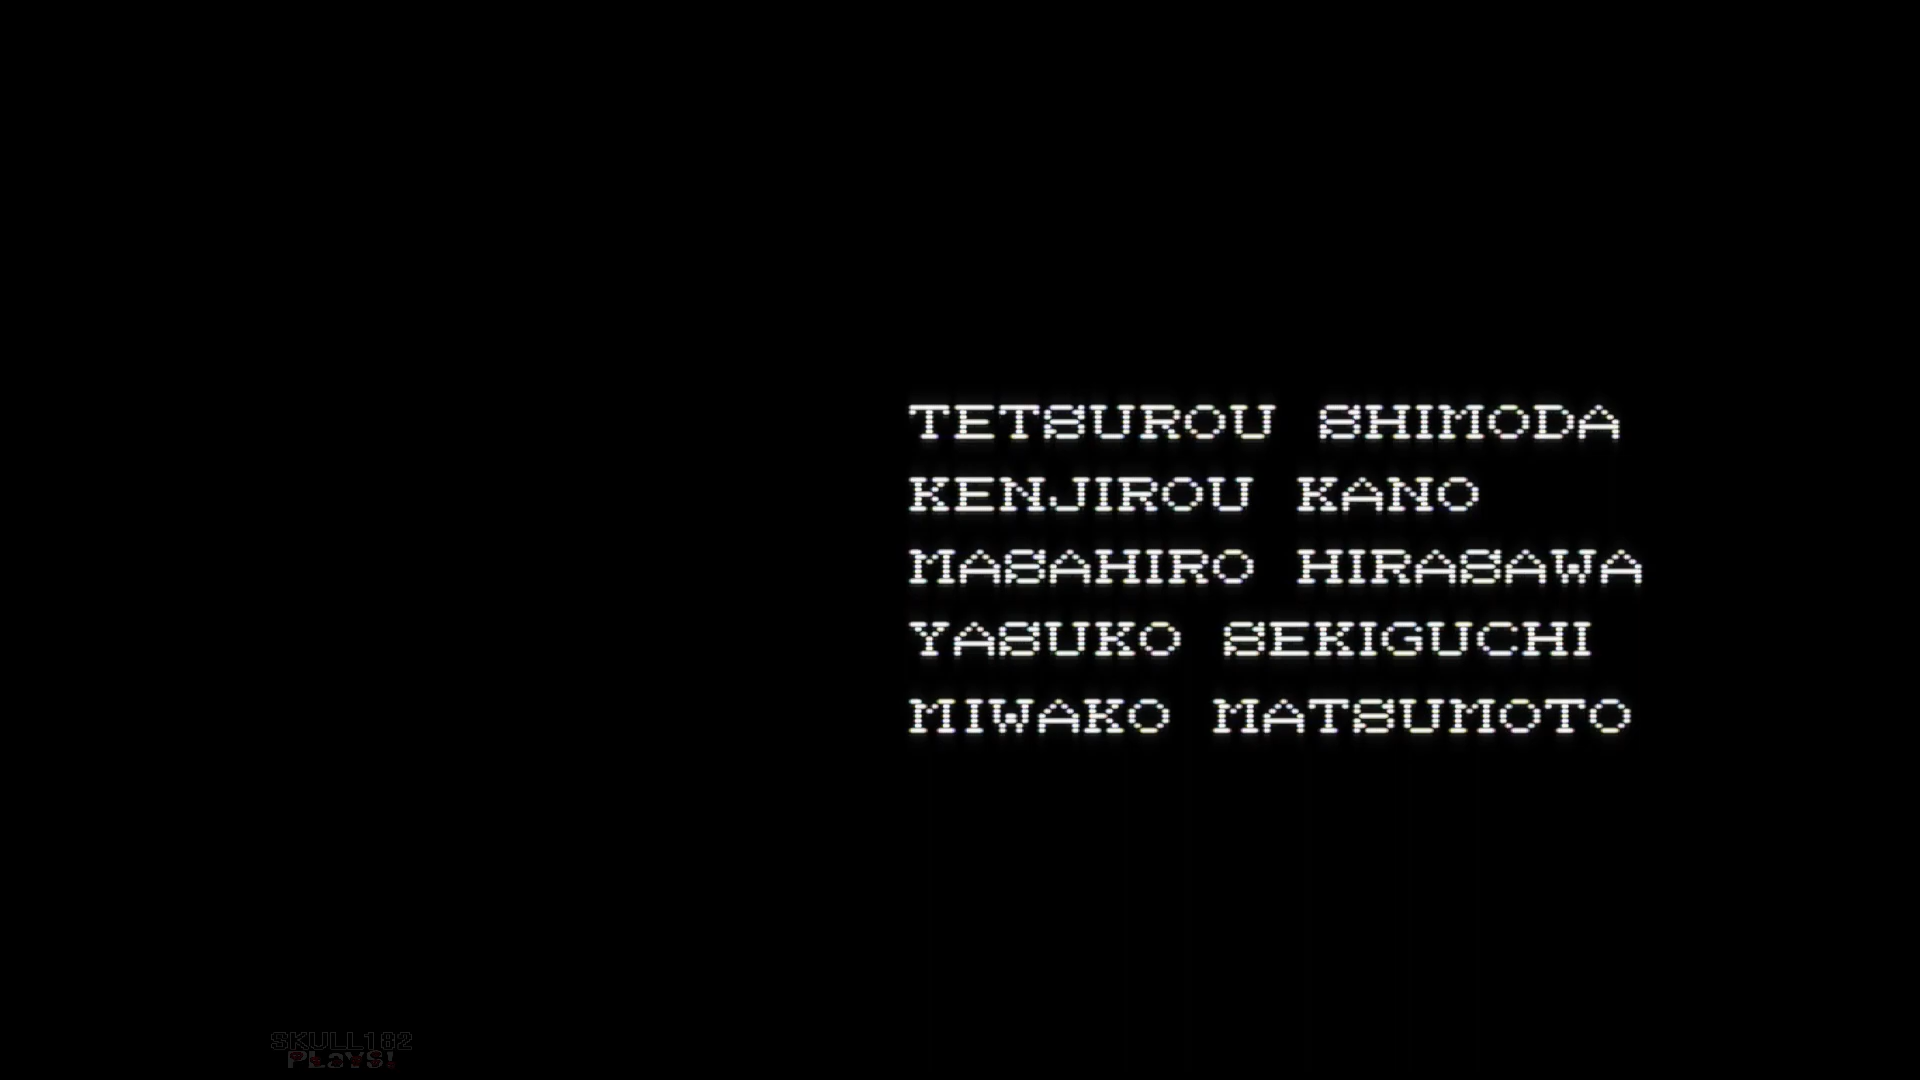 TETSUROU SHIMODA
KENJIROU KANO
MASAHIRO HIRASAWA
YASUKO SEKIGUCHI
MIWAKO MATSUMOTO
SKULL182
PLAYS!